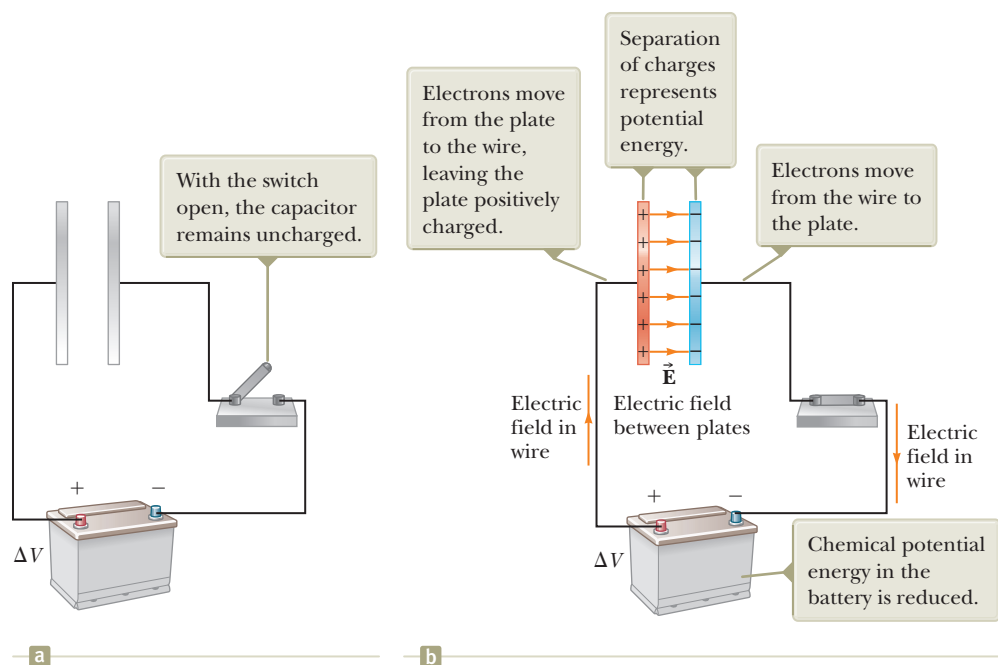 With the switch
open, the capacitor
remains uncharged.
+
−
ΔV
a
Electrons move
from the plate
to the wire,
leaving the
plate positively
charged.
Separation
of charges
represents
potential
energy.
Electrons move
from the wire to
the plate.
+ −
+ −
+ −
+ −
+ −
+ −
E⃗
Electric
field in
wire
Electric field
between plates
Electric
field in
wire
+
−
ΔV
Chemical potential
energy in the
battery is reduced.
b